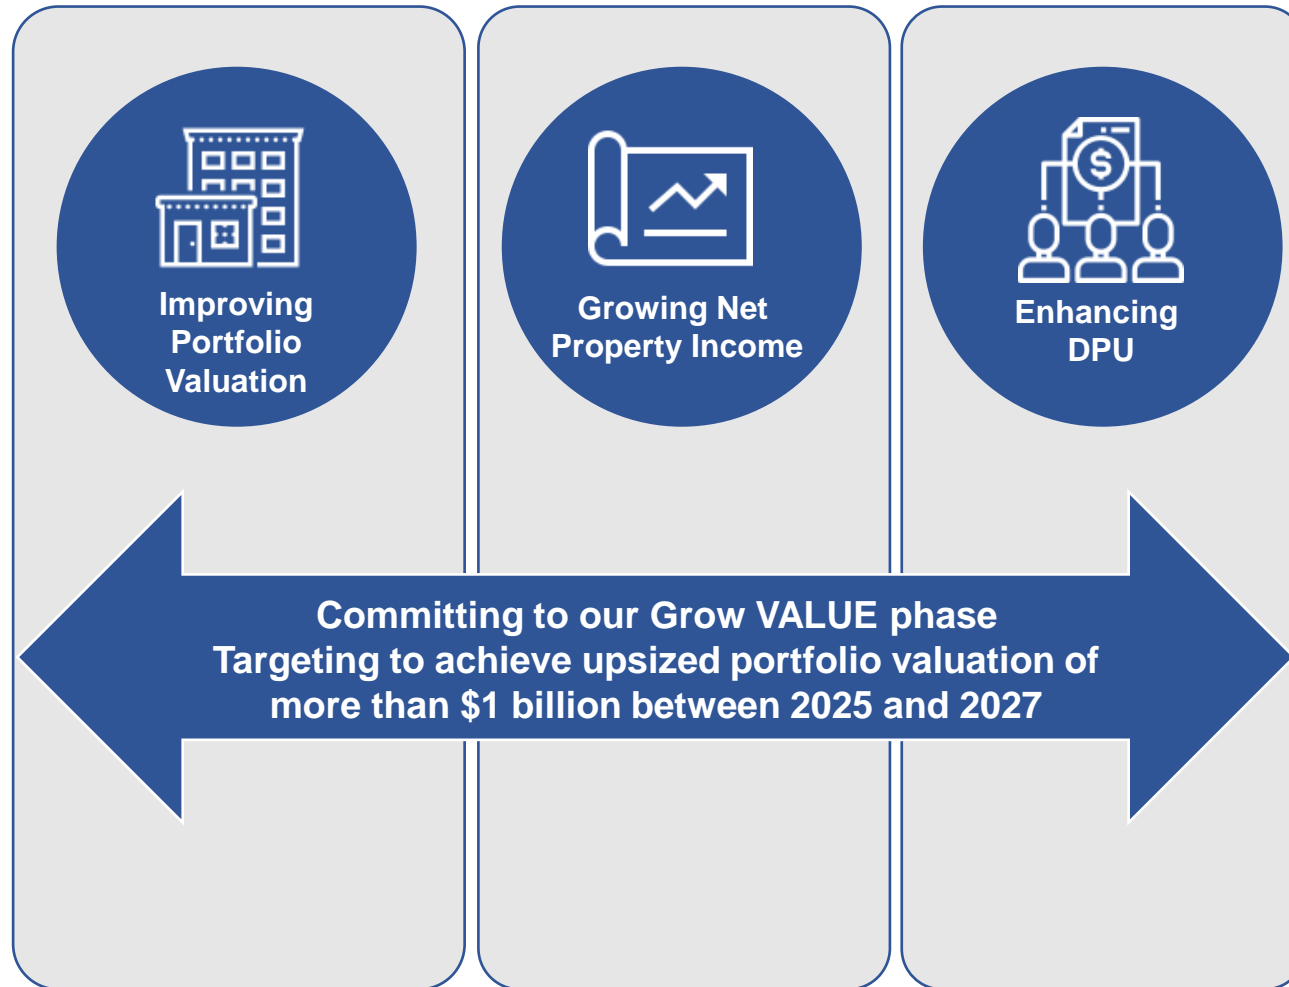 Improving
Portfolio
Valuation
Growing Net
Property Income
$
Enhancing
DPU
Committing to our Grow VALUE phase
Targeting to achieve upsized portfolio valuation of
more than $1 billion between 2025 and 2027